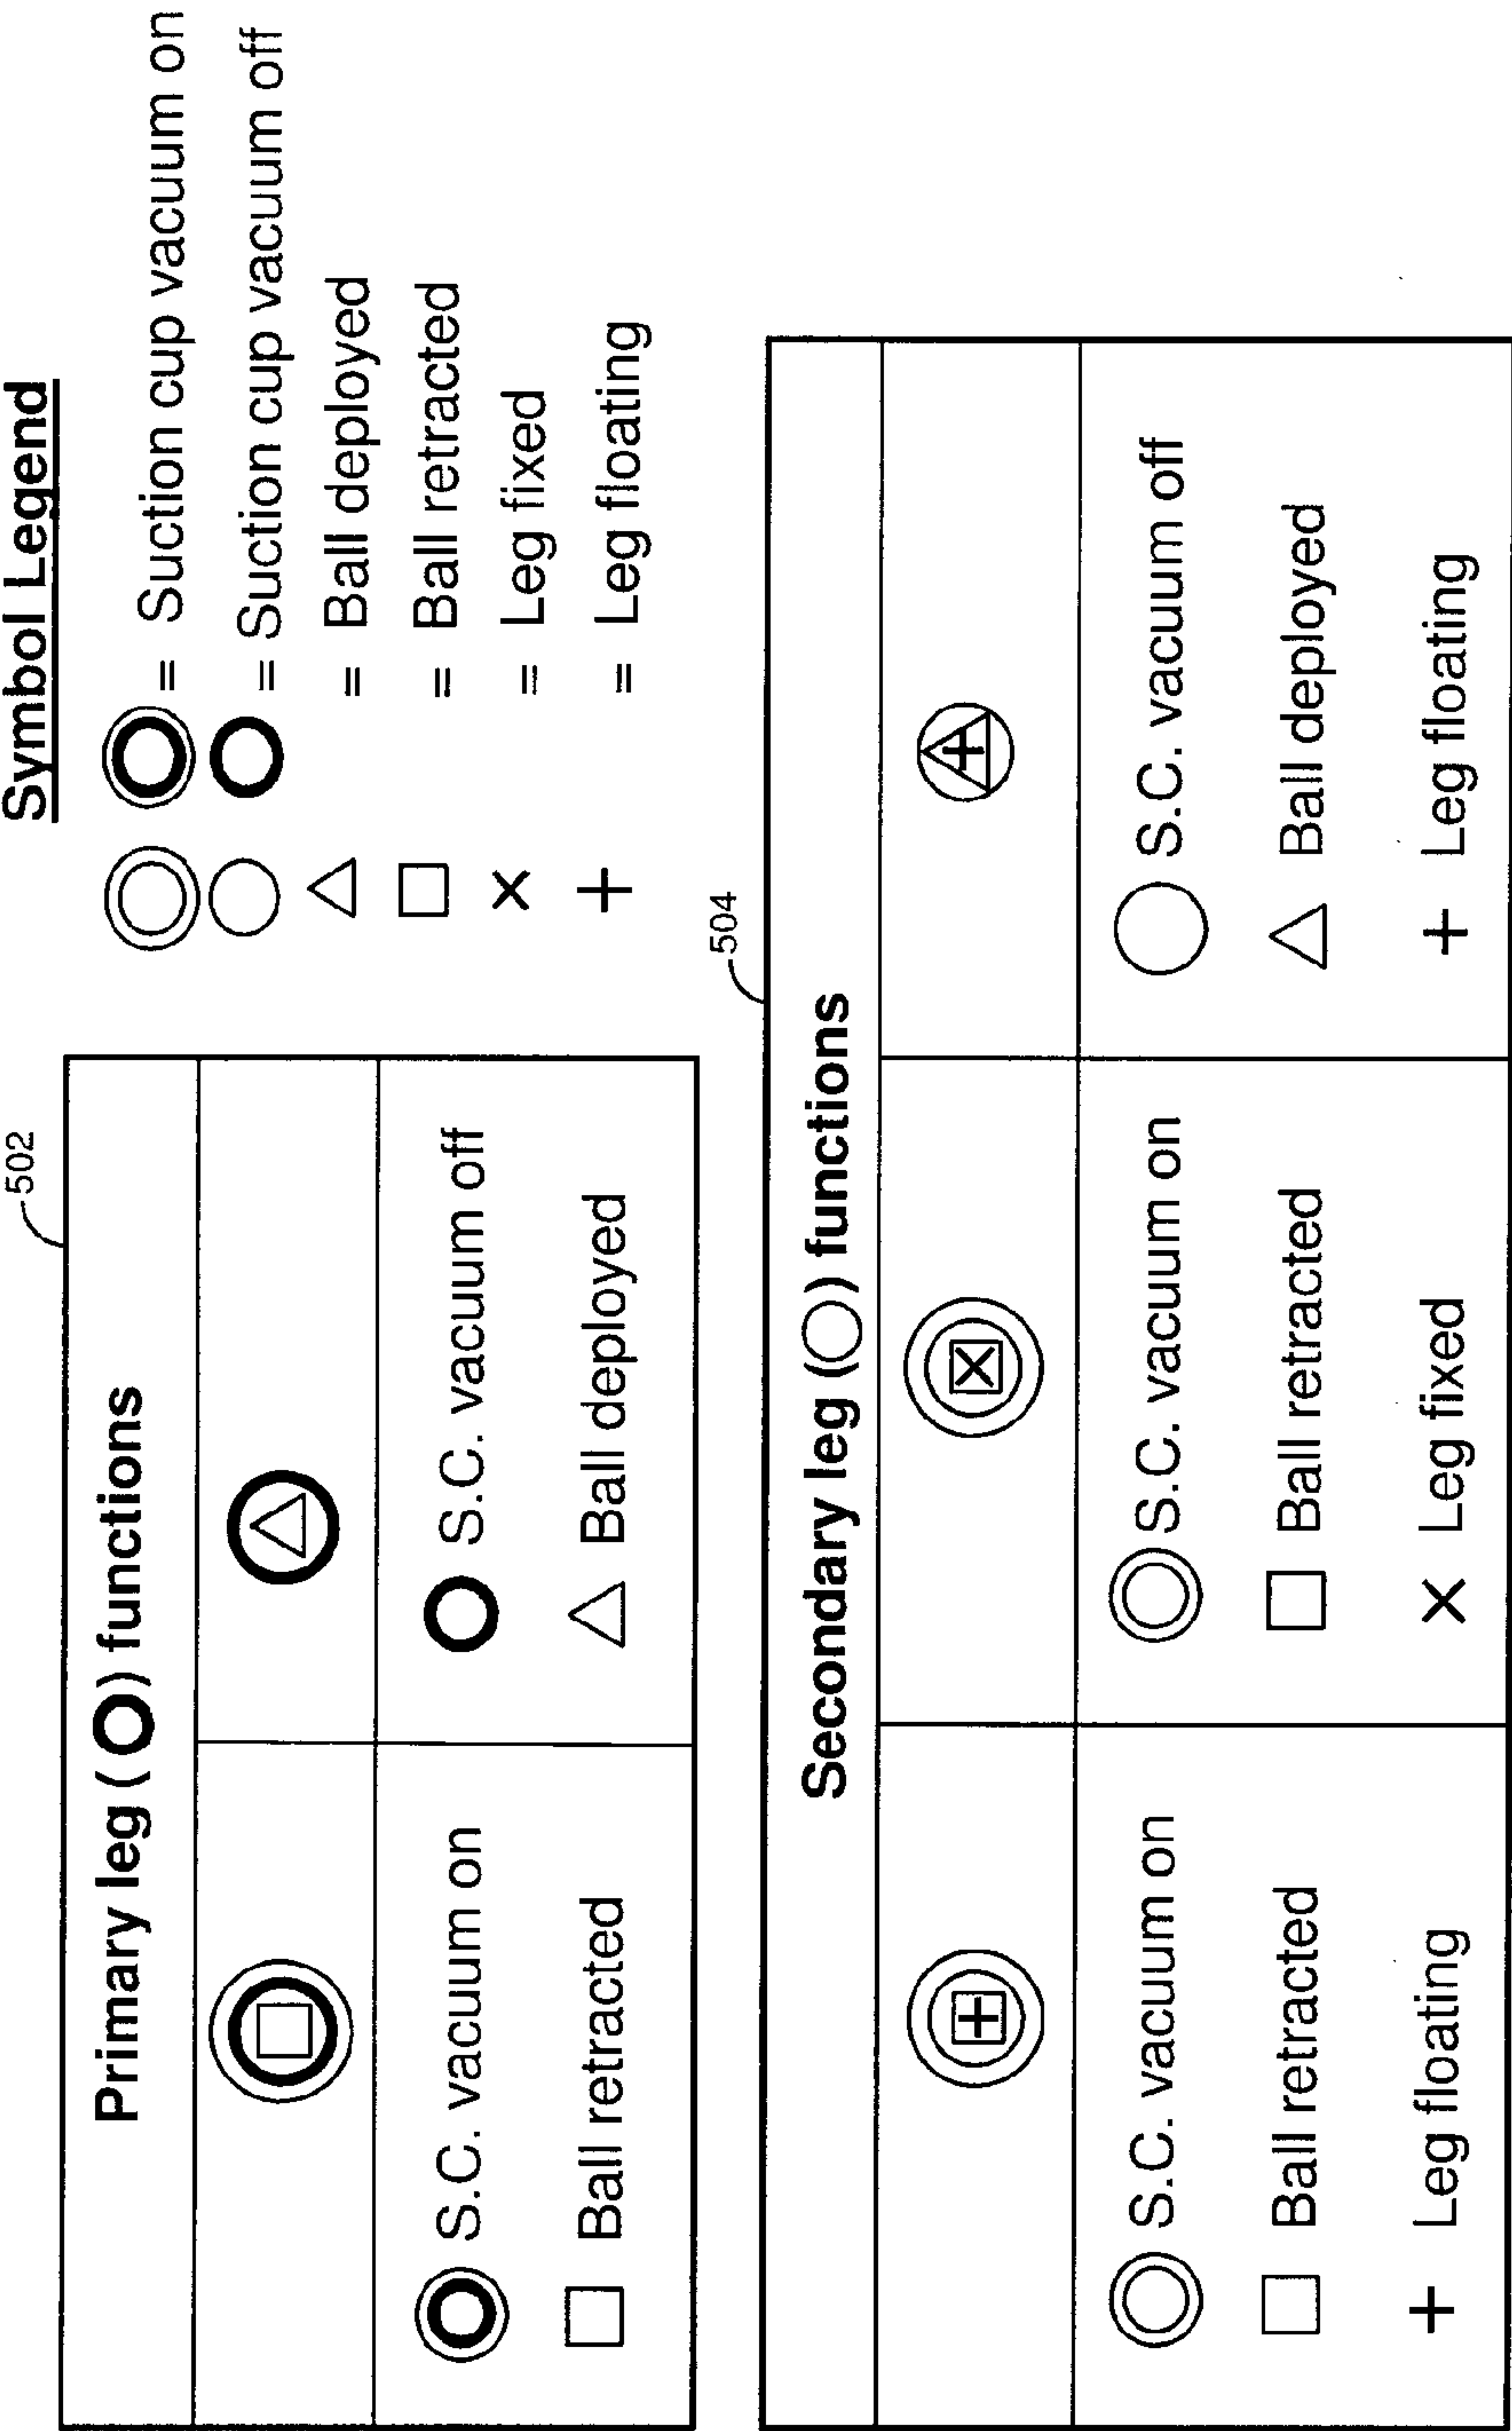 502
Primary leg ( ) functions
S.C. vacuum on
Ball retracted
S.C. vacuum off
Ball deployed
Symbol Legend
= Suction cup vacuum on
= Suction cup vacuum off
= Ball deployed
= Ball retracted
= Leg fixed
= Leg floating
504
Secondary leg ( ) functions
S.C. vacuum on
Ball retracted
+ Leg floating
S.C. vacuum on
Ball retracted
× Leg fixed
S.C. vacuum off
Ball deployed
+ Leg floating